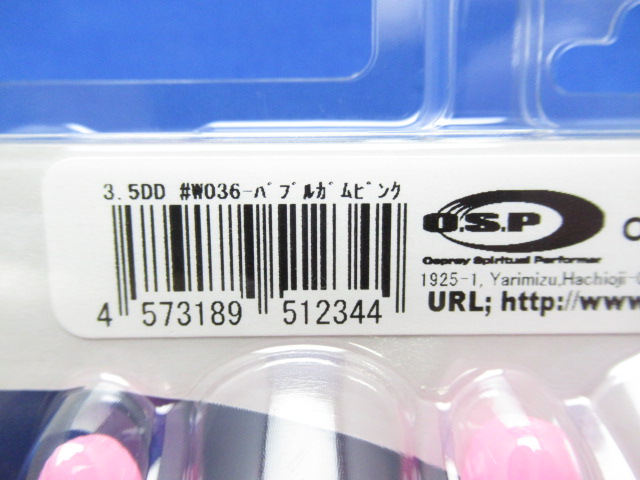 3.5DD #W036-ﾊﾞﾌﾞﾙｶﾞﾑﾋﾟﾝｸ
4 573189 512344
O.S.P
Osprey Spiritual Performer
1925-1, Yarimizu,Hachioji
URL; http://www